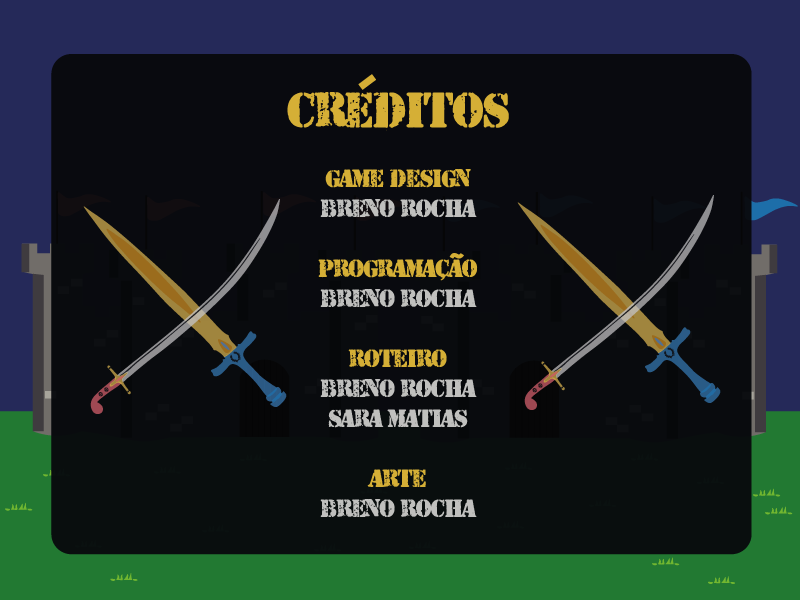 CRÉDITOS
GAME DESIGN
BRENO ROCHA
PROGRAMAÇÃO
BRENO ROCHA
ROTEIRO
BRENO ROCHA
SARA MATIAS
ARTE
BRENO ROCHA